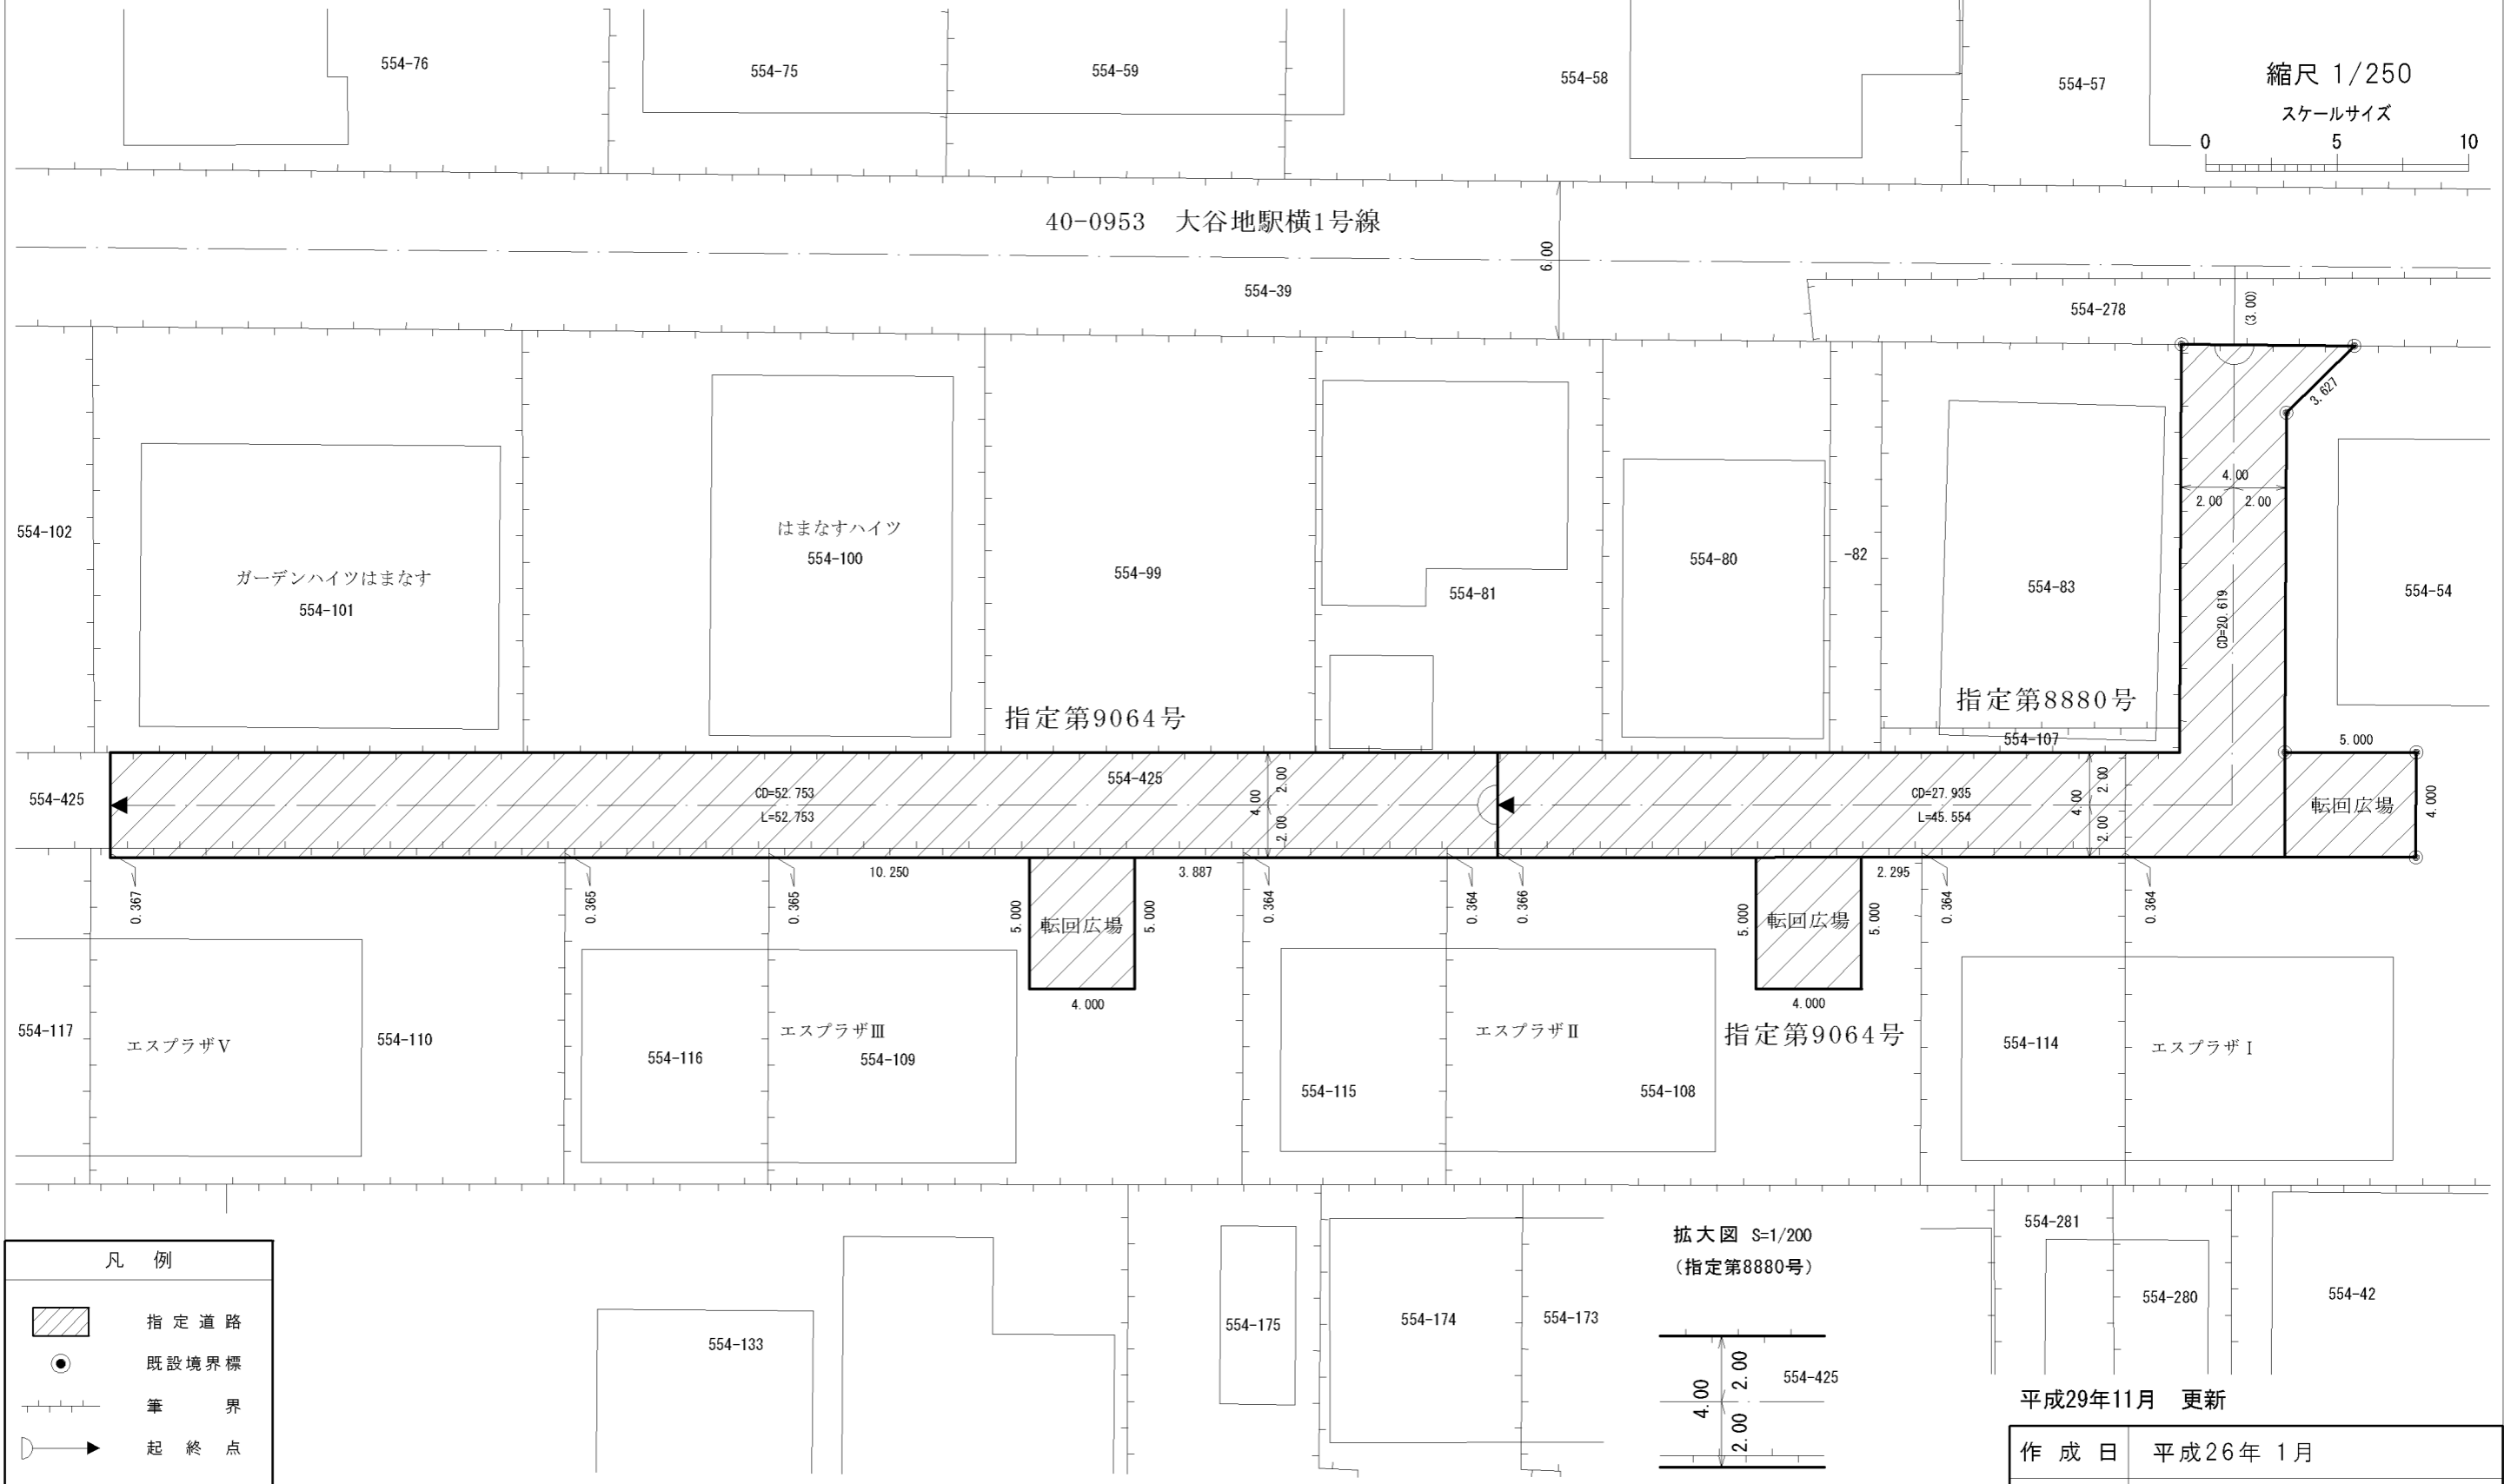 554-76
554-75
554-59
554-58
554-57
縮尺 1/250
スケールサイズ
0 5 10
40-0953 大谷地駅横1号線
6.00
554-39
554-278
(3.00)
3.627
4.00
2.00 2.00
CD=20.619
554-102
ガーデンハイツはまなす
554-101
はまなすハイツ
554-100
554-99
554-81
554-80
-82
554-83
554-54
指定第9064号
指定第8880号
554-107
5.000
554-425
CD=52.753
L=52.753
554-425
4.00
2.00
2.00
CD=27.935
L=45.554
4.00
2.00
2.00
転回広場
4.000
0.367
0.365
0.365
10.250
5.000
転回広場
5.000
4.000
3.887
0.364
0.364
0.366
5.000
転回広場
5.000
4.000
2.295
0.364
0.364
554-117
エスプラザⅤ
554-110
554-116
エスプラザⅢ
554-109
554-115
エスプラザⅡ
554-108
指定第9064号
554-114
エスプラザⅠ
凡 例
指定道路
既設境界標
筆 界
起終点
554-133
554-175
554-174
554-173
拡大図 S=1/200
(指定第8880号)
4.00
2.00
2.00
554-425
554-281
554-280
554-42
平成29年11月 更新
作成日 平成26年 1月